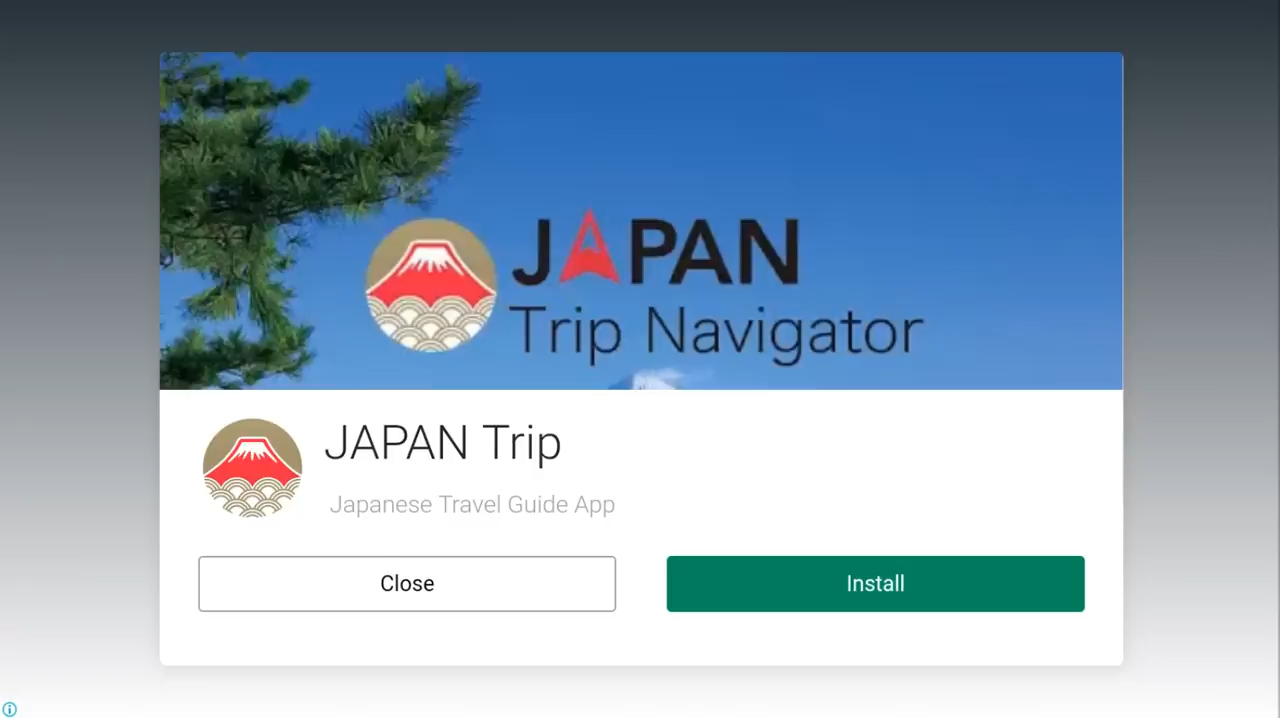 JAPAN
Trip Navigator
JAPAN Trip
Japanese Travel Guide App
Close
Install